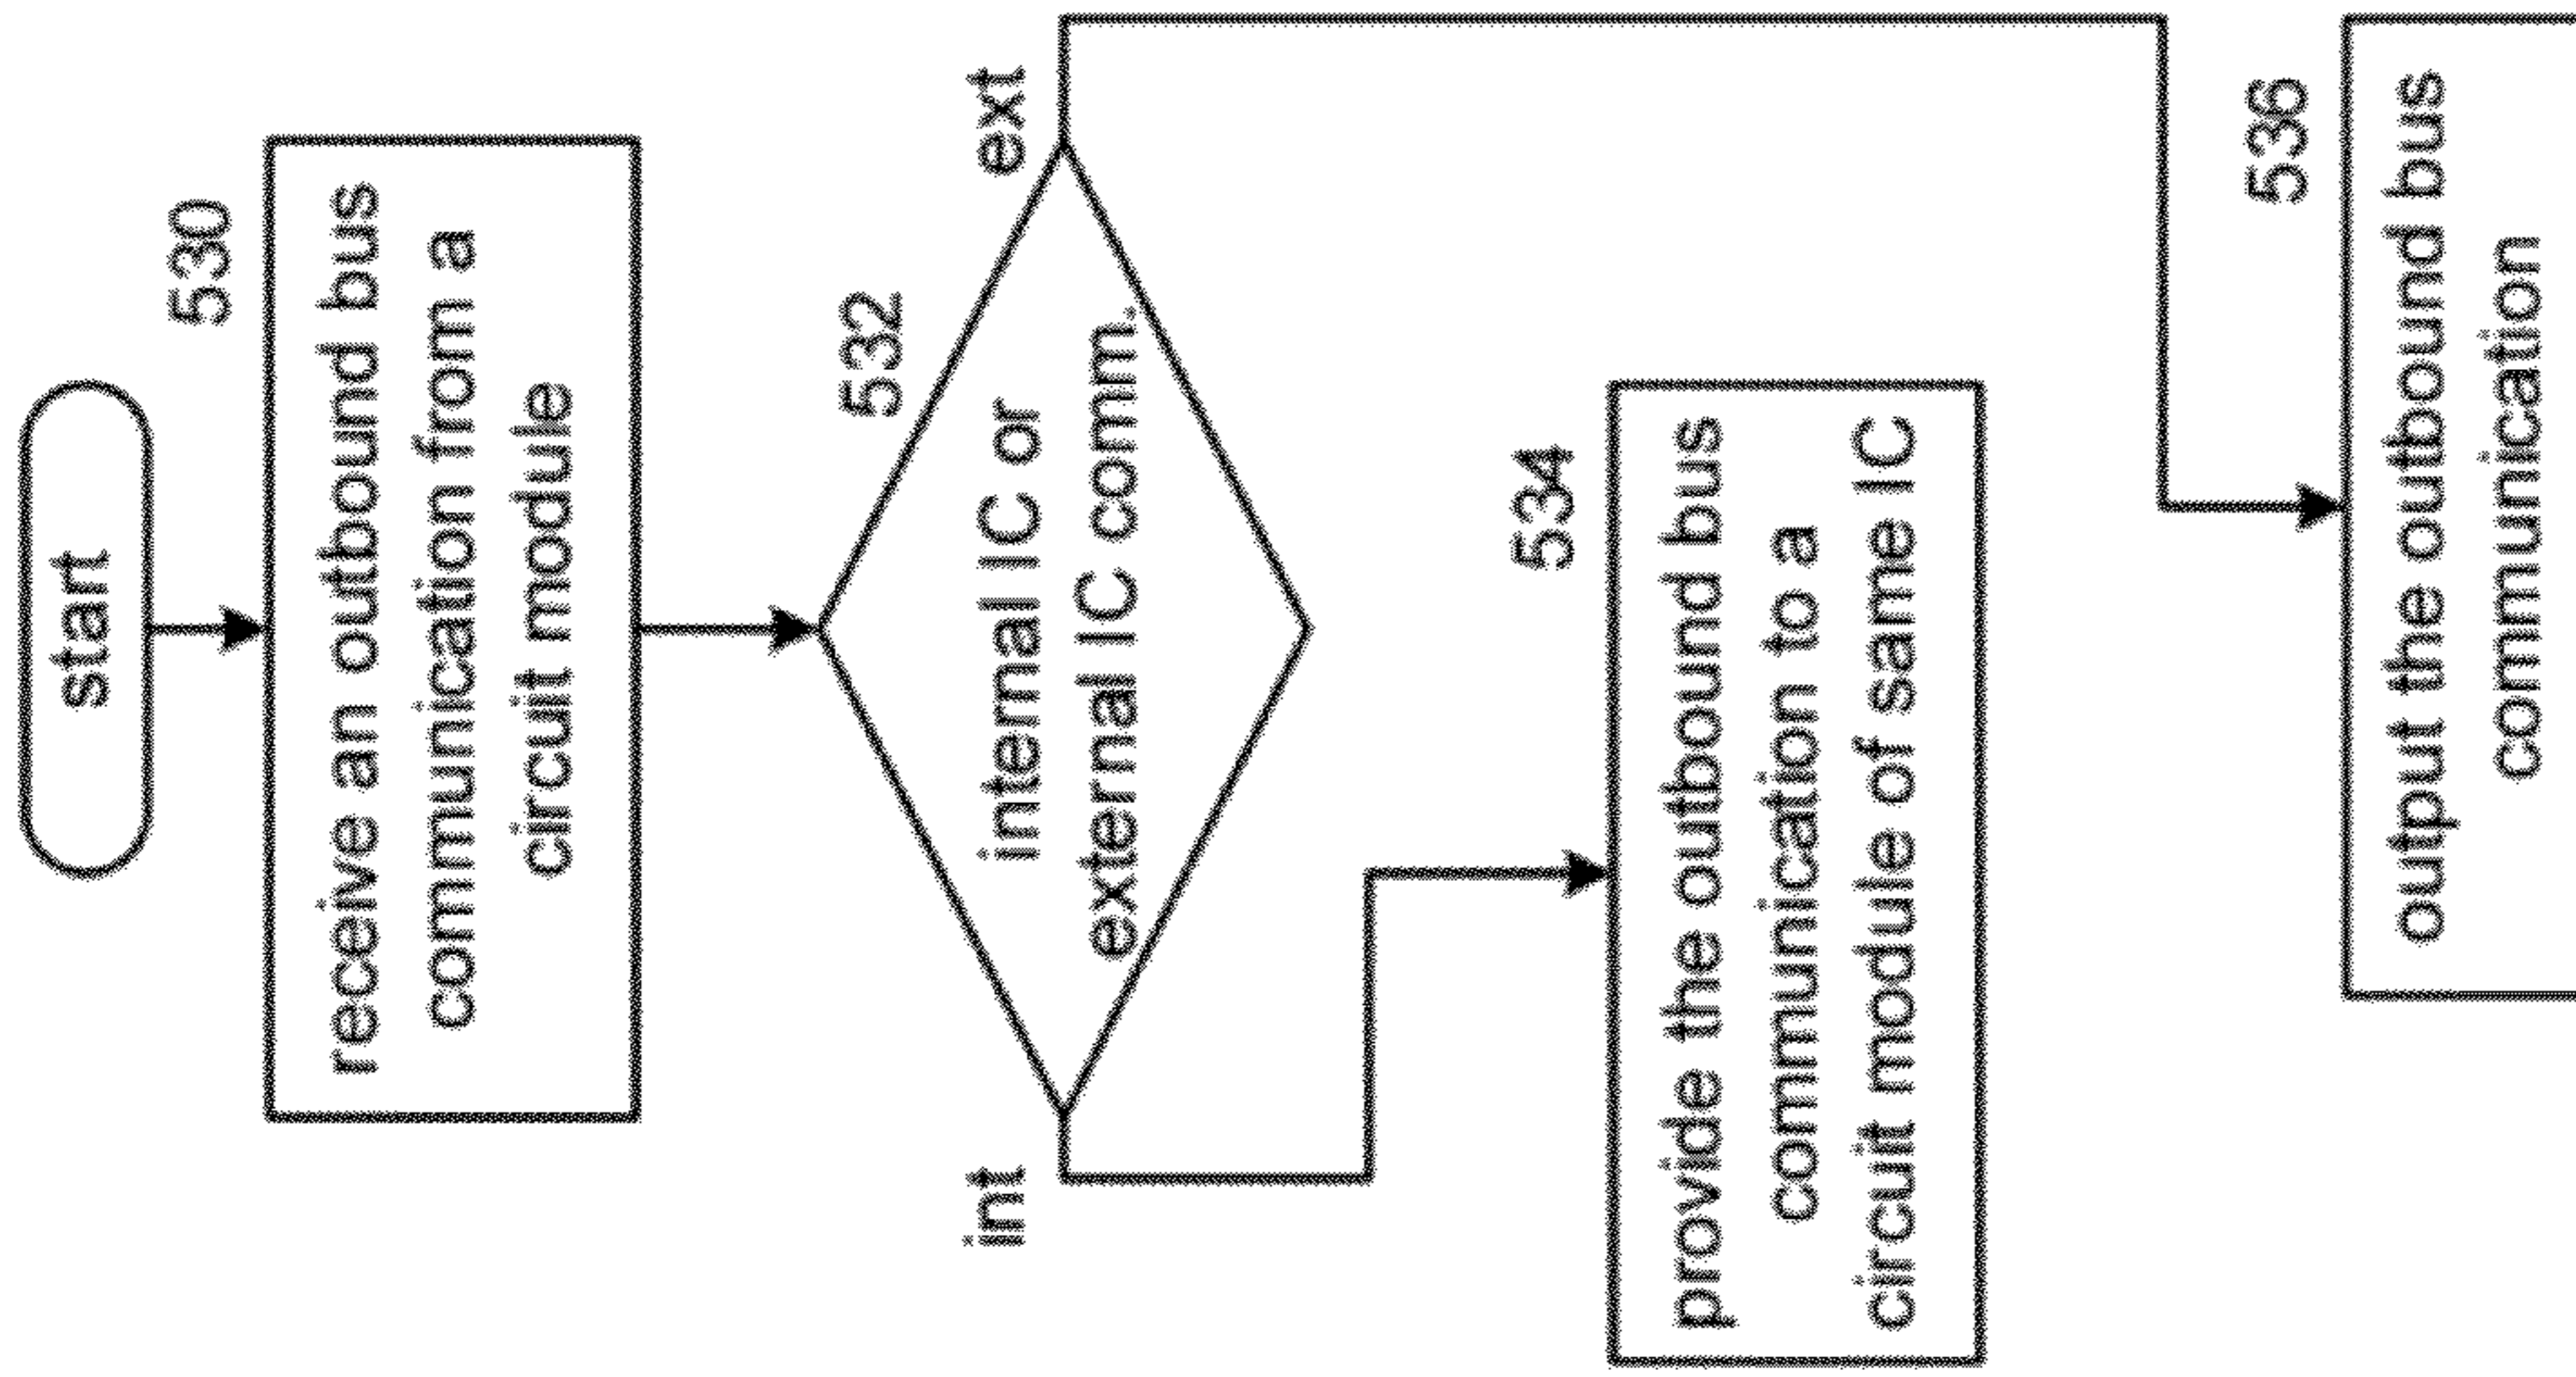 start
530
receive an outbound bus
communication from a
circuit module
532
internal IC or
external IC comm.
int
ext
534
provide the outbound bus
communication to a
circuit module of same IC
536
output the outbound bus
communication